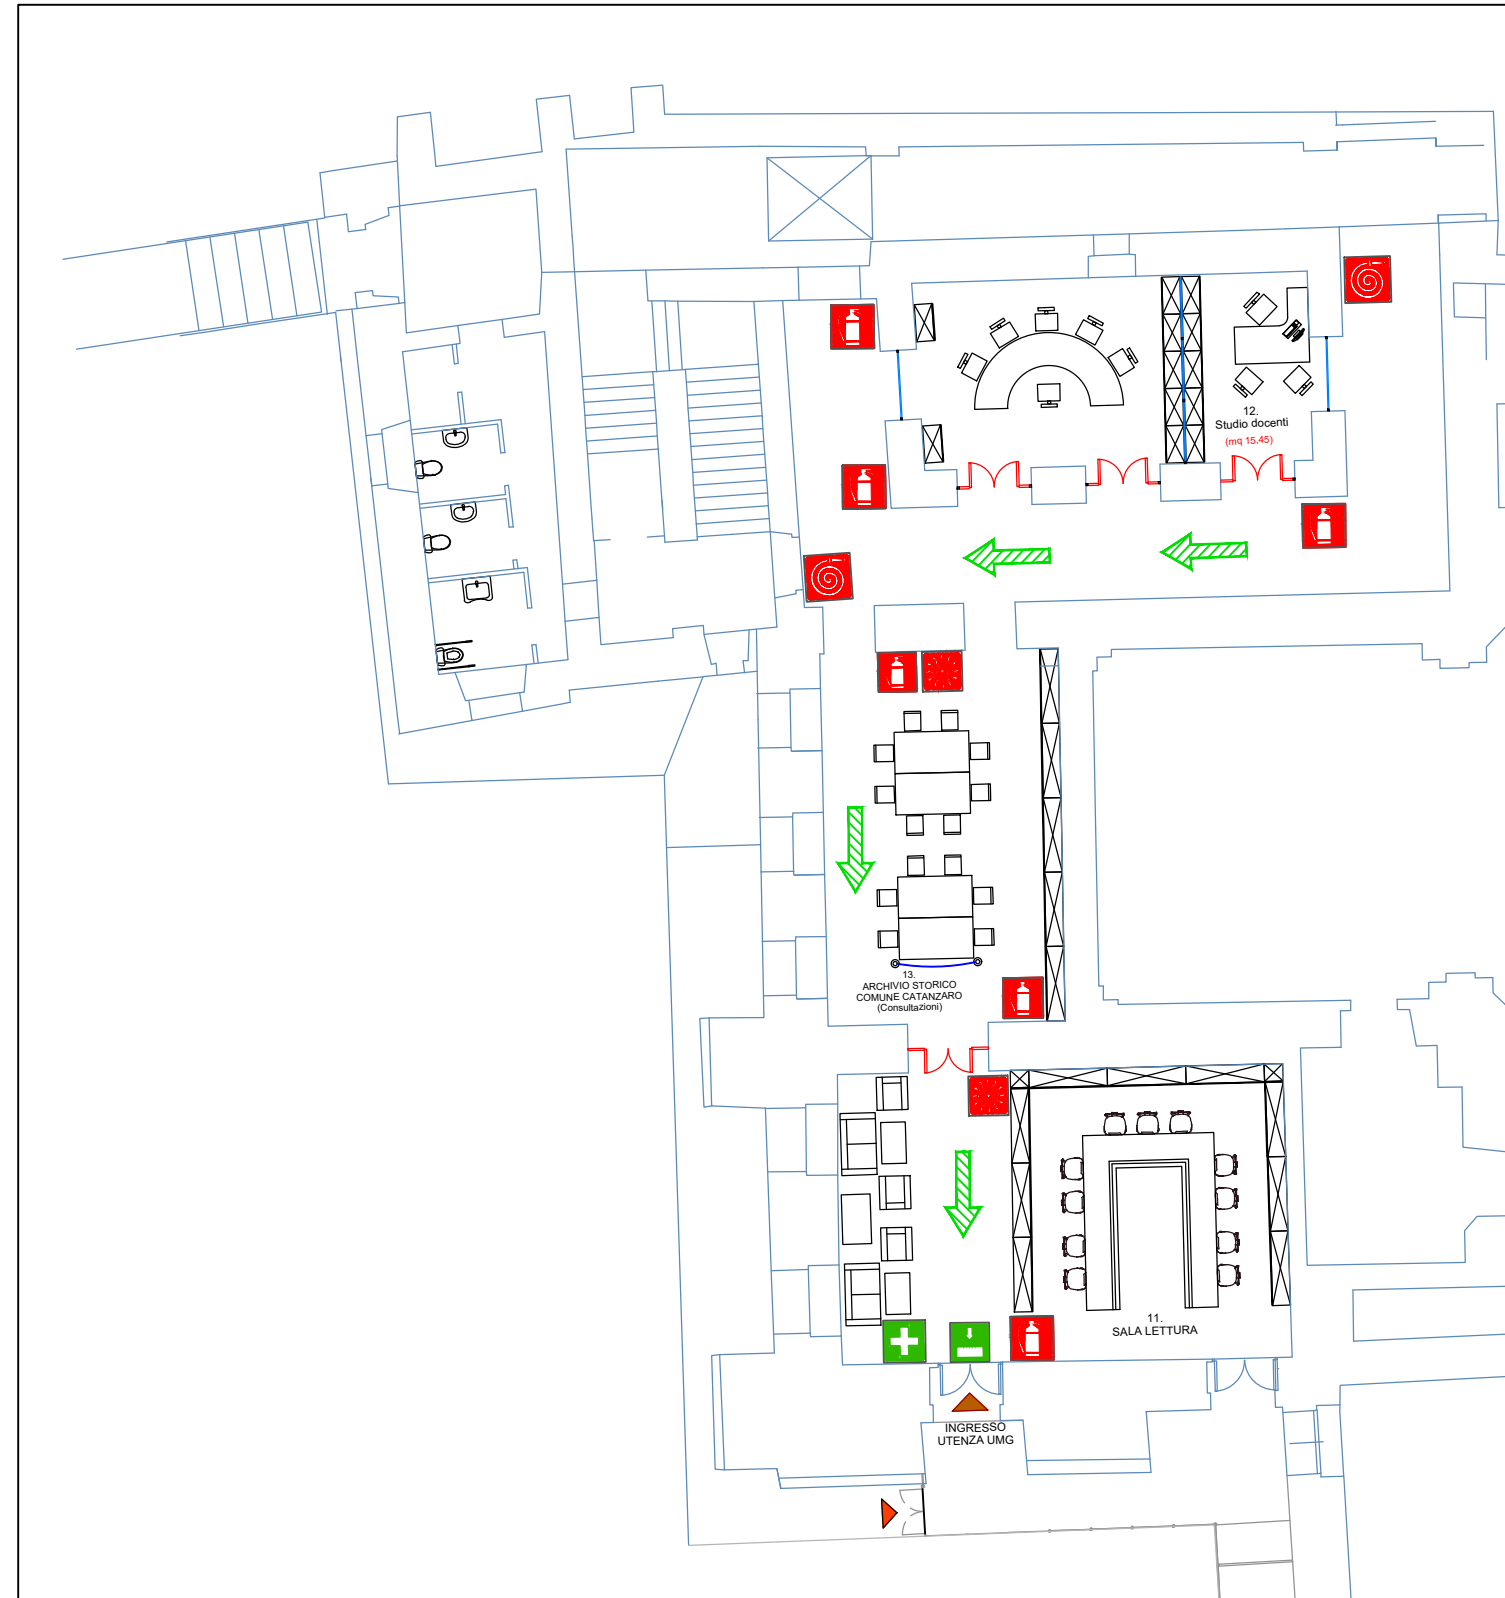 12.
Studio docenti
(mq 15.45)
13.
ARCHIVIO STORICO
COMUNE CATANZARO
(Consultazioni)
11.
SALA LETTURA
INGRESSO
UTENZA UMG